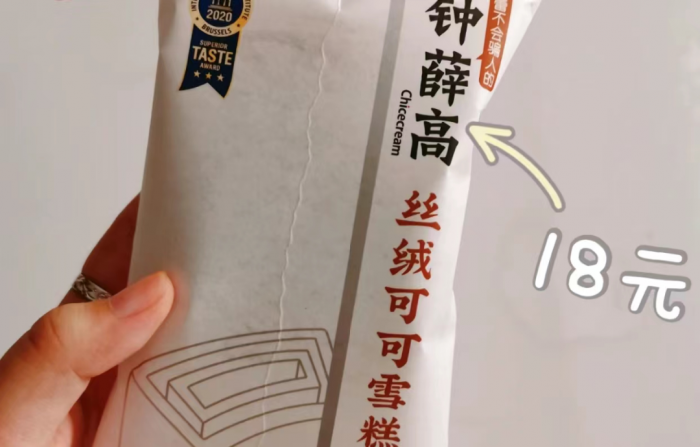 2020
BRUSSELS
SUPERIOR
TASTE
AWARD
钟薛高
Chicecream
不会骗人的
丝绒可可雪糕
18元